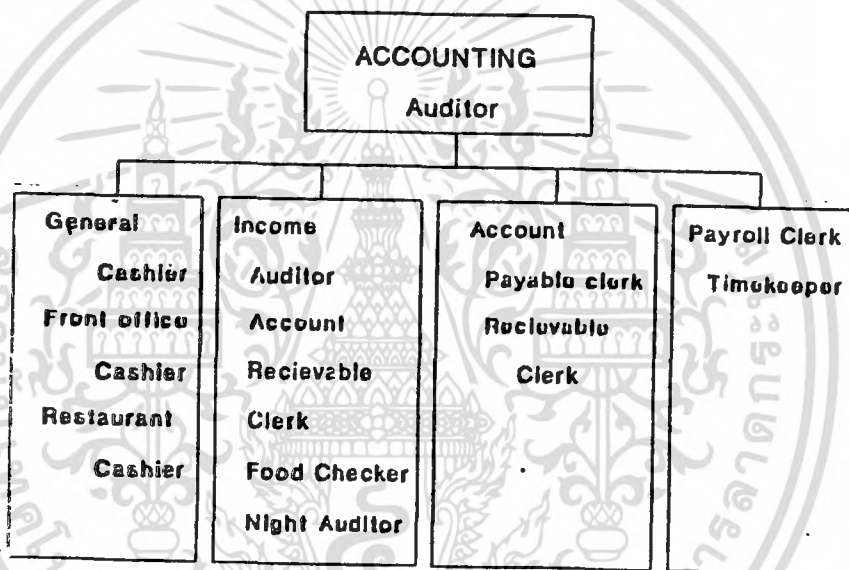 ACCOUNTING
Auditor
General
Cashier
Front office
Cashier
Restaurant
Cashier
Income
Auditor
Account
Recievable
Clerk
Food Checker
Night Auditor
Account
Payable clerk
Recievable
Clerk
Payroll Clerk
Timekeeper